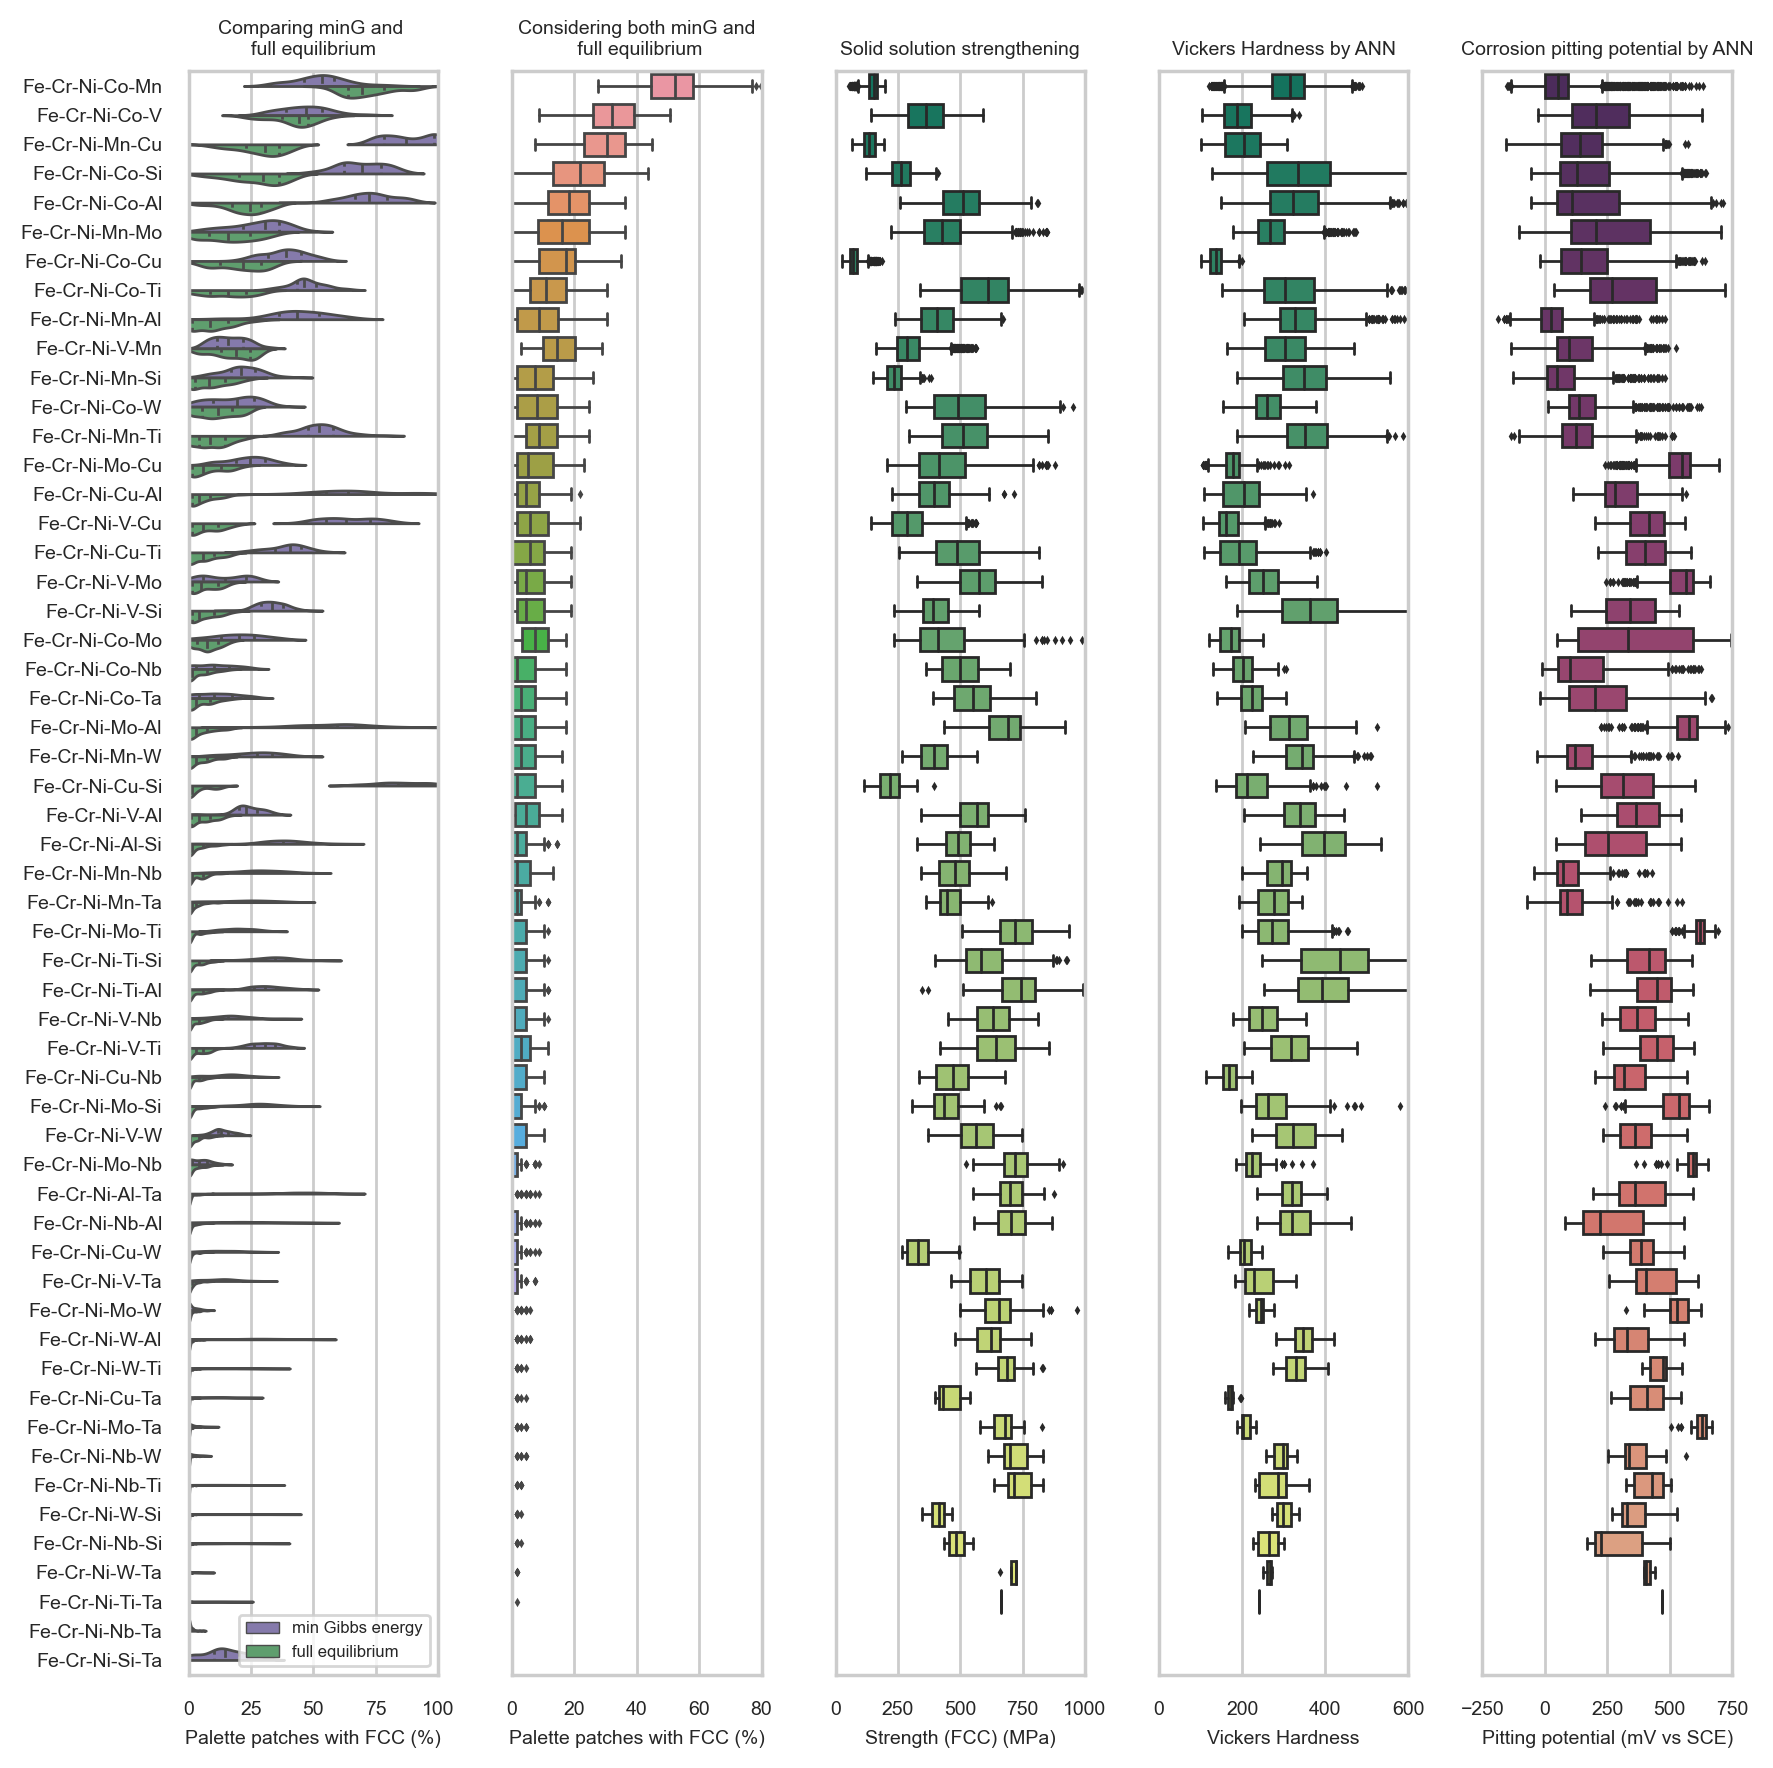 Comparing minG and
full equilibrium
Considering both minG and
full equilibrium
Solid solution strengthening
Vickers Hardness by ANN
Corrosion pitting potential by ANN
Fe-Cr-Ni-Co-Mn
Fe-Cr-Ni-Co-V
Fe-Cr-Ni-Mn-Cu
Fe-Cr-Ni-Co-Si
Fe-Cr-Ni-Co-Al
Fe-Cr-Ni-Mn-Mo
Fe-Cr-Ni-Co-Cu
Fe-Cr-Ni-Co-Ti
Fe-Cr-Ni-Mn-Al
Fe-Cr-Ni-V-Mn
Fe-Cr-Ni-Mn-Si
Fe-Cr-Ni-Co-W
Fe-Cr-Ni-Mn-Ti
Fe-Cr-Ni-Mo-Cu
Fe-Cr-Ni-Cu-Al
Fe-Cr-Ni-V-Cu
Fe-Cr-Ni-Cu-Ti
Fe-Cr-Ni-V-Mo
Fe-Cr-Ni-V-Si
Fe-Cr-Ni-Co-Mo
Fe-Cr-Ni-Co-Nb
Fe-Cr-Ni-Co-Ta
Fe-Cr-Ni-Mo-Al
Fe-Cr-Ni-Mn-W
Fe-Cr-Ni-Cu-Si
Fe-Cr-Ni-V-Al
Fe-Cr-Ni-Al-Si
Fe-Cr-Ni-Mn-Nb
Fe-Cr-Ni-Mn-Ta
Fe-Cr-Ni-Mo-Ti
Fe-Cr-Ni-Ti-Si
Fe-Cr-Ni-Ti-Al
Fe-Cr-Ni-V-Nb
Fe-Cr-Ni-V-Ti
Fe-Cr-Ni-Cu-Nb
Fe-Cr-Ni-Mo-Si
Fe-Cr-Ni-V-W
Fe-Cr-Ni-Mo-Nb
Fe-Cr-Ni-Al-Ta
Fe-Cr-Ni-Nb-Al
Fe-Cr-Ni-Cu-W
Fe-Cr-Ni-V-Ta
Fe-Cr-Ni-Mo-W
Fe-Cr-Ni-W-Al
Fe-Cr-Ni-W-Ti
Fe-Cr-Ni-Cu-Ta
Fe-Cr-Ni-Mo-Ta
Fe-Cr-Ni-Nb-W
Fe-Cr-Ni-Nb-Ti
Fe-Cr-Ni-W-Si
Fe-Cr-Ni-Nb-Si
Fe-Cr-Ni-W-Ta
Fe-Cr-Ni-Ti-Ta
Fe-Cr-Ni-Nb-Ta
Fe-Cr-Ni-Si-Ta
min Gibbs energy
full equilibrium
0 25 50 75 100
Palette patches with FCC (%)
0 20 40 60 80
Palette patches with FCC (%)
0 250 500 750 1000
Strength (FCC) (MPa)
0 200 400 600
Vickers Hardness
−250 0 250 500 750
Pitting potential (mV vs SCE)